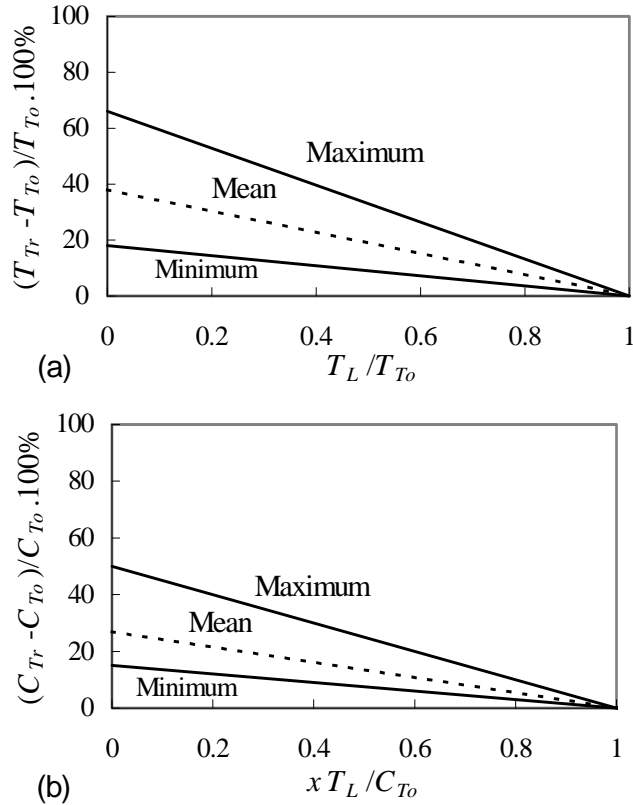 100
80
60
40
20
0
(T_Tr - T_To)/T_To .100%
Maximum
Mean
Minimum
0 0.2 0.4 0.6 0.8 1
(a) T_L /T_To
100
80
60
40
20
0
(C_Tr - C_To)/C_To .100%
Maximum
Mean
Minimum
0 0.2 0.4 0.6 0.8 1
(b) x T_L /C_To